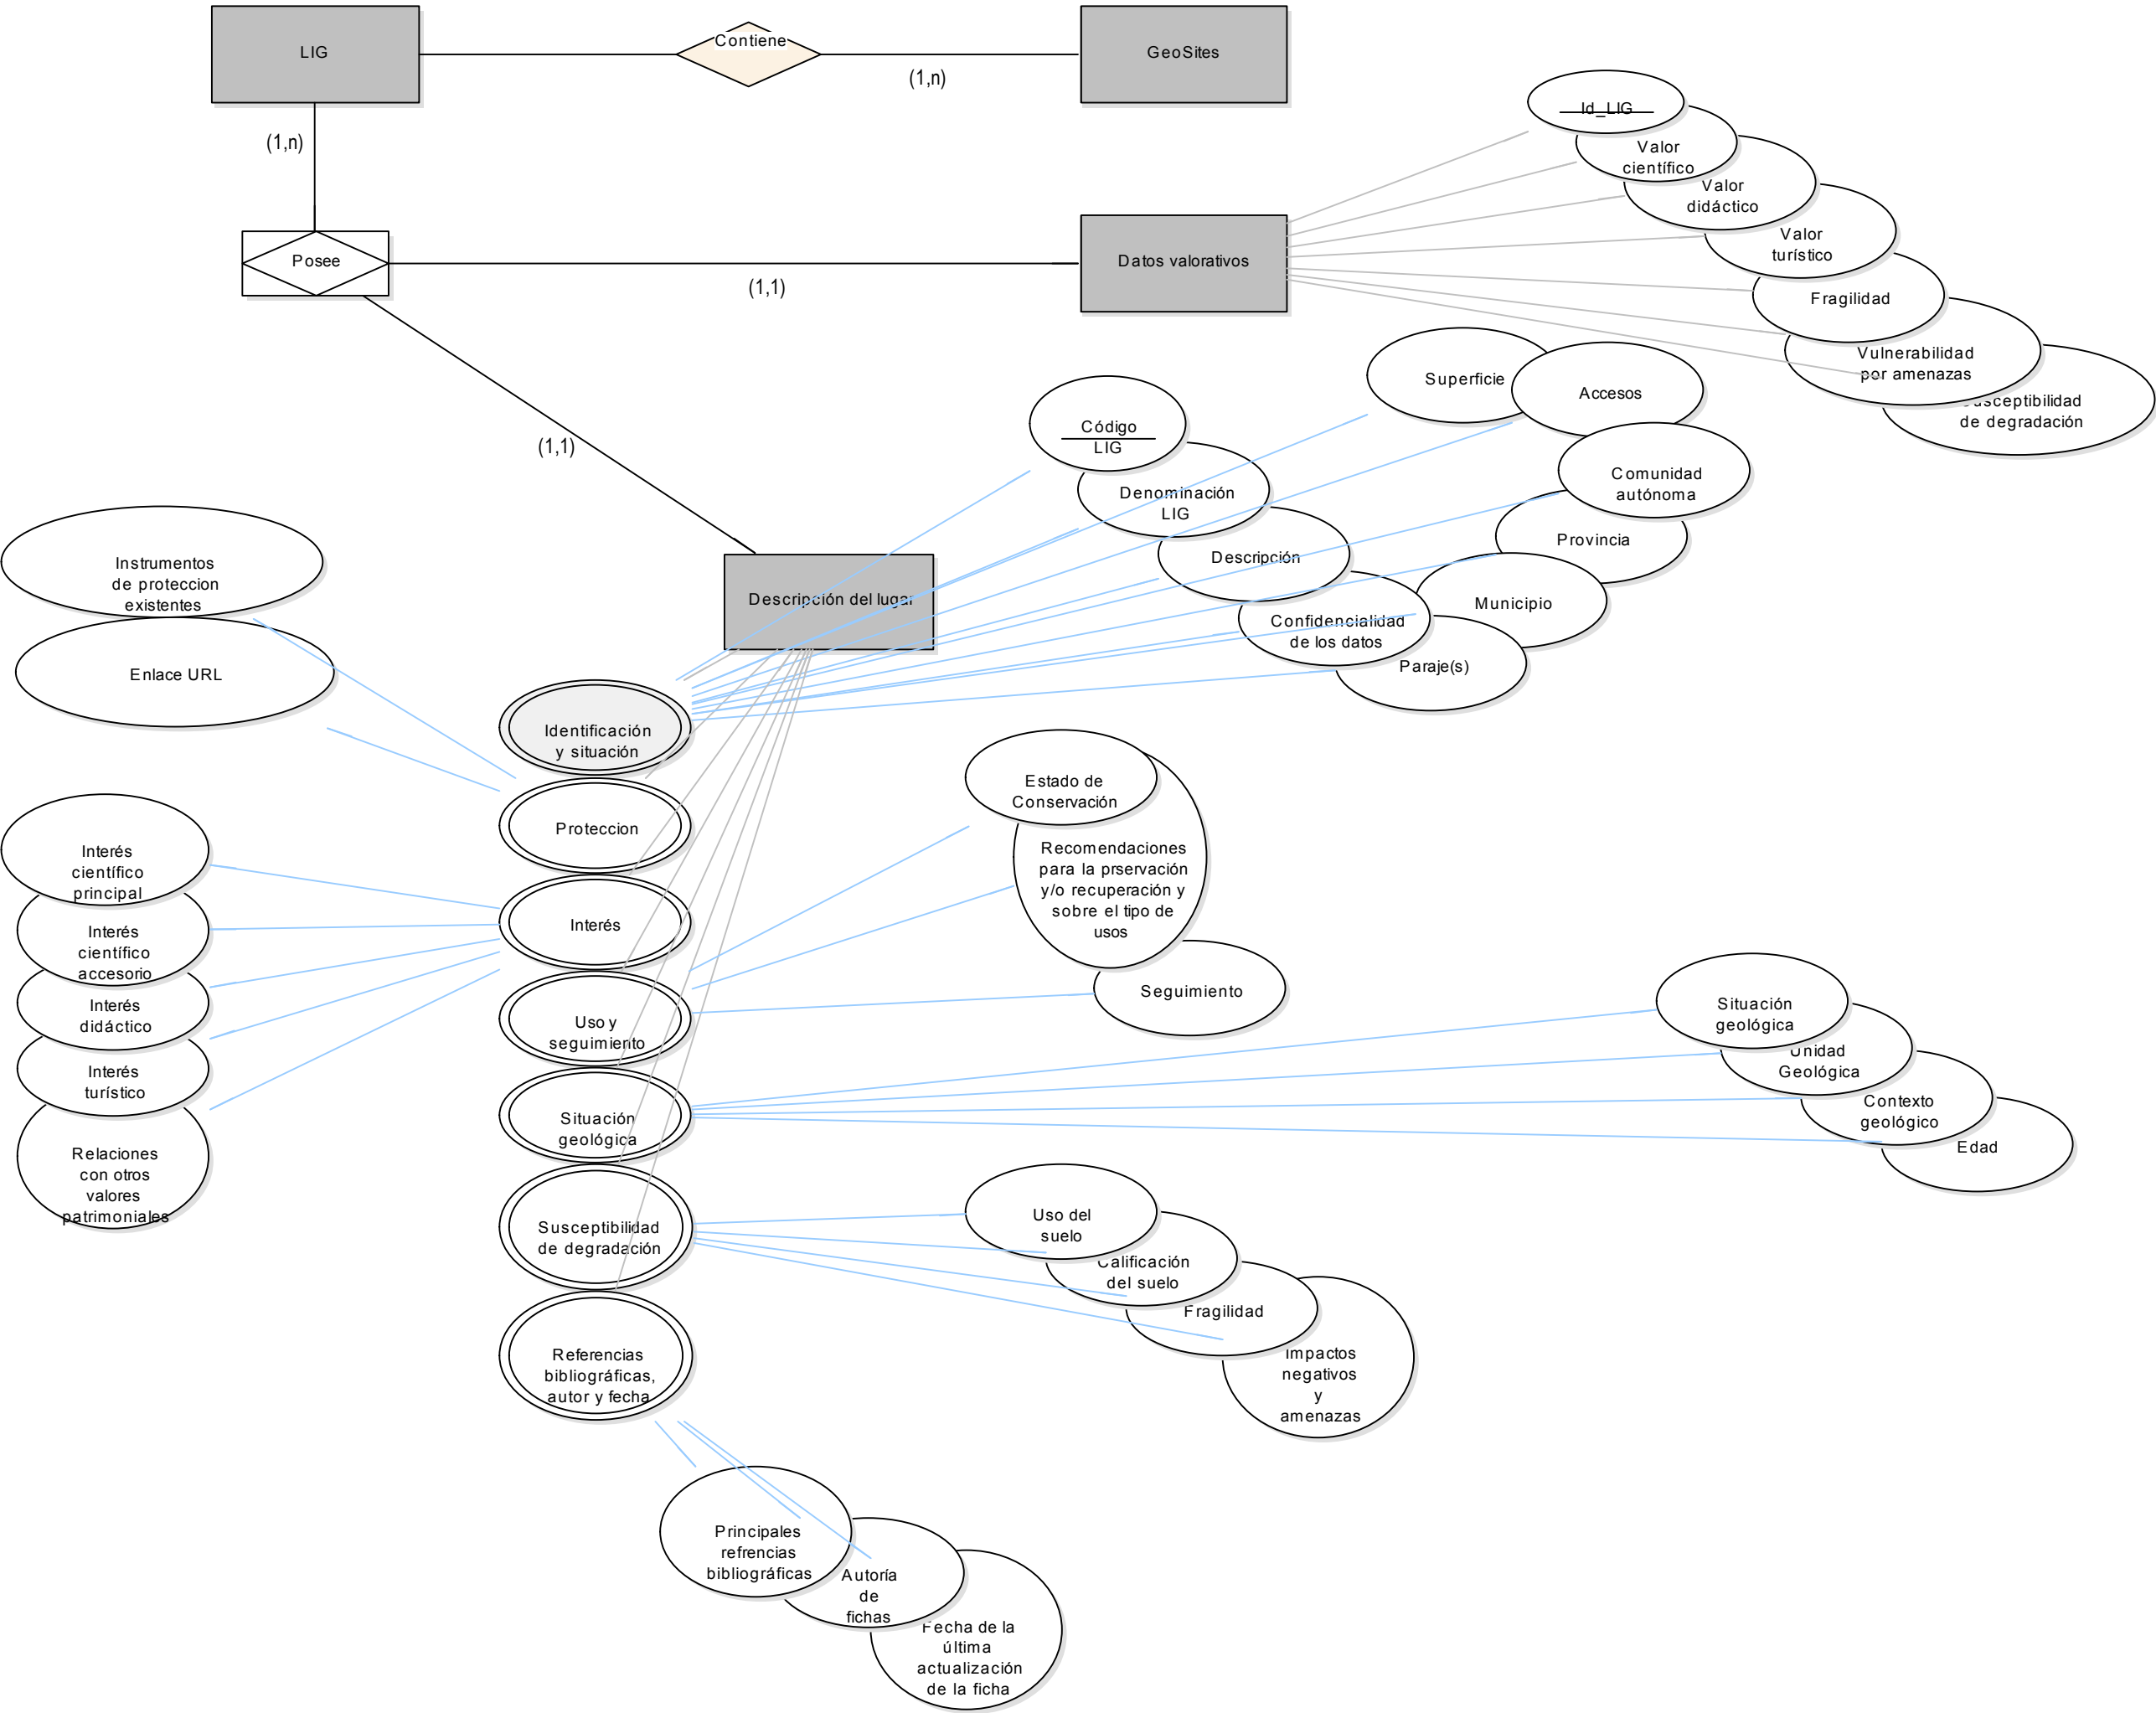 LIG
Contiene
GeoSites
(1,n)
(1,n)
Id_LIG
Valor
científico
Valor
didáctico
Valor
turístico
Fragilidad
Vulnerabilidad
por amenazas
Susceptibilidad
de degradación
Posee
Datos valorativos
(1,1)
(1,1)
Superficie
Accesos
Comunidad
autónoma
Provincia
Municipio
Paraje(s)
Código
LIG
Denominación
LIG
Descripción
Confidencialidad
de los datos
Descripción del lugar
Instrumentos
de proteccion
existentes
Enlace URL
Identificación
y situación
Proteccion
Interés
Uso y
seguimiento
Situación
geológica
Susceptibilidad
de degradación
Referencias
bibliográficas,
autor y fecha
Interés
científico
principal
Interés
científico
accesorio
Interés
didáctico
Interés
turístico
Relaciones
con otros
valores
patrimoniales
Estado de
Conservación
Recomendaciones
para la prservación
y/o recuperación y
sobre el tipo de
usos
Seguimiento
Situación
geológica
Unidad
Geológica
Contexto
geológico
Edad
Uso del
suelo
Calificación
del suelo
Fragilidad
Impactos
negativos
y
amenazas
Principales
refrencias
bibliográficas
Autoría
de
fichas
Fecha de la
última
actualización
de la ficha